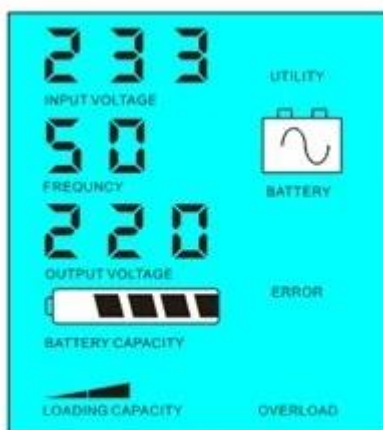 233
UTILITY
INPUT VOLTAGE
50
FREQUNCY
BATTERY
220
OUTPUT VOLTAGE
ERROR
BATTERY CAPACITY
LOADING CAPACITY
OVERLOAD